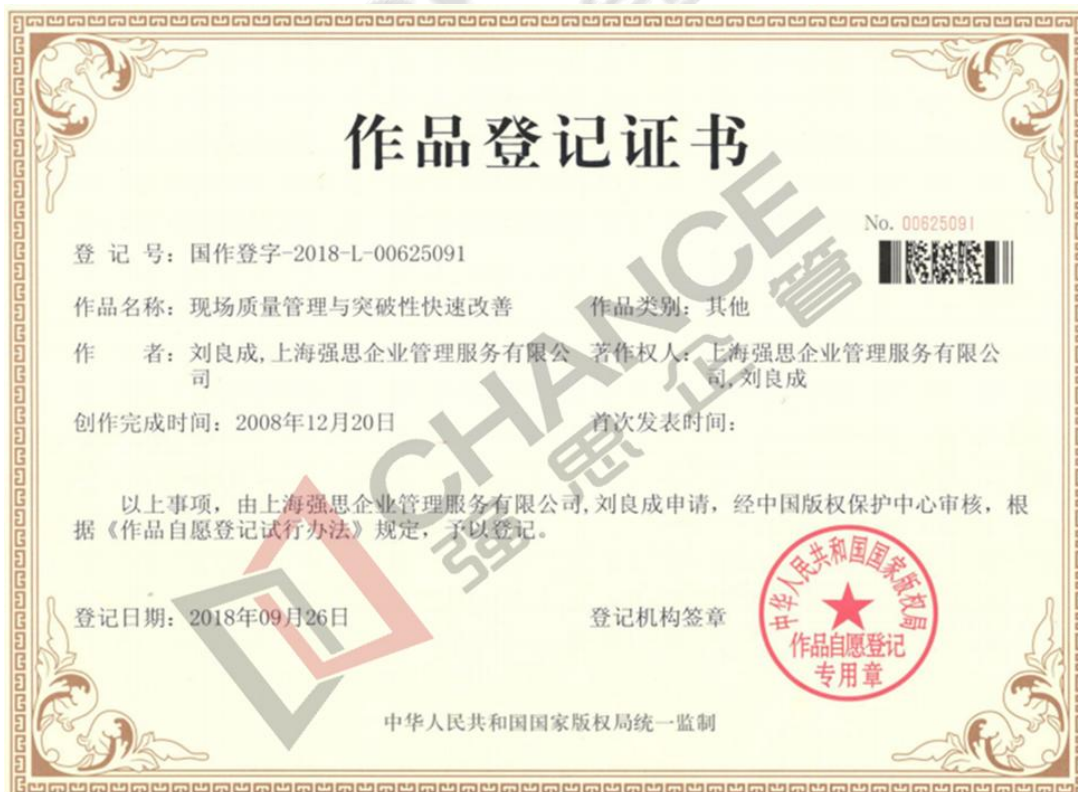 作品登记证书
No. 00625091
登 记 号：国作登字-2018-L-00625091
作品名称：现场质量管理与突破性快速改善 作品类别：其他
作 者：刘良成,上海强思企业管理服务有限公 著作权人：上海强思企业管理服务有限公
司 司,刘良成
创作完成时间：2008年12月20日 首次发表时间：
以上事项，由上海强思企业管理服务有限公司,刘良成申请，经中国版权保护中心审核，根
据《作品自愿登记试行办法》规定，予以登记。
登记日期：2018年09月26日 登记机构签章
中华人民共和国国家版权局
作品自愿登记
专用章
中华人民共和国国家版权局统一监制
CHANCE
强思企管